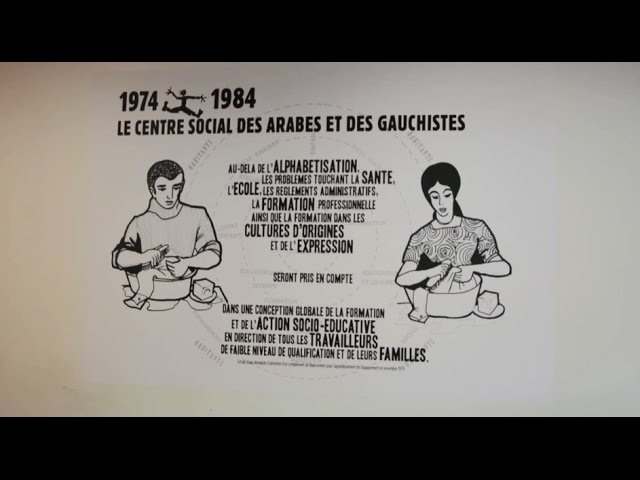 1974 1984
LE CENTRE SOCIAL DES ARABES ET DES GAUCHISTES
AU-DELA DE L'ALPHABETISATION,
LES PROBLEMES TOUCHANT LA SANTE,
L'ECOLE, LES REGLEMENTS ADMINISTRATIFS,
LA FORMATION PROFESSIONNELLE
AINSI QUE LA FORMATION DANS LES
CULTURES D'ORIGINES
ET DE L'EXPRESSION
SERONT PRIS EN COMPTE
DANS UNE CONCEPTION GLOBALE DE LA FORMATION
ET DE L'ACTION SOCIO-EDUCATIVE
EN DIRECTION DE TOUS LES TRAVAILLEURS
DE FAIBLE NIVEAU DE QUALIFICATION ET DE LEURS FAMILLES.
HABITANTS
HABITANTS